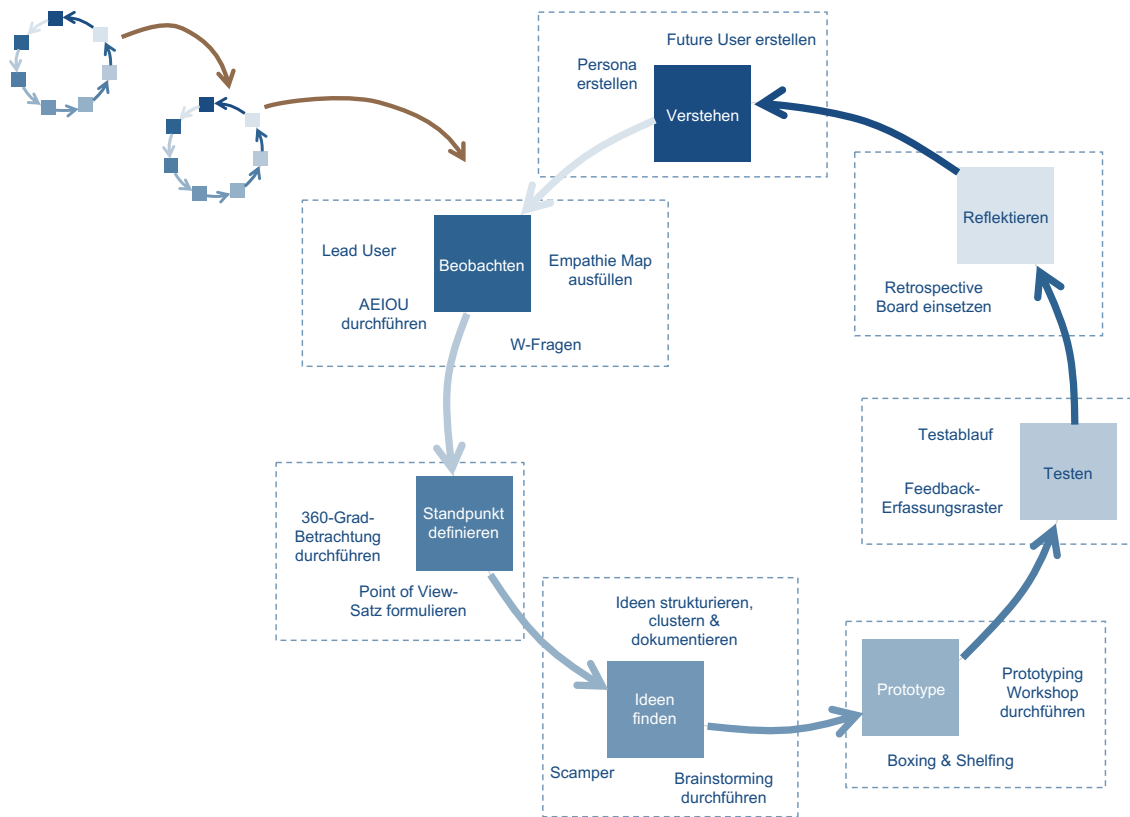 Future User erstellen
Persona
erstellen
Verstehen
Reflektieren
Retrospective
Board einsetzen
Lead User
Beobachten
Empathie Map
ausfüllen
AEIOU
durchführen
W-Fragen
Testablauf
Testen
Feedback-
Erfassungsraster
360-Grad-
Betrachtung
durchführen
Standpunkt
definieren
Point of View-
Satz formulieren
Ideen strukturieren,
clustern &
dokumentieren
Ideen
finden
Scamper
Brainstorming
durchführen
Prototype
Prototyping
Workshop
durchführen
Boxing & Shelfing